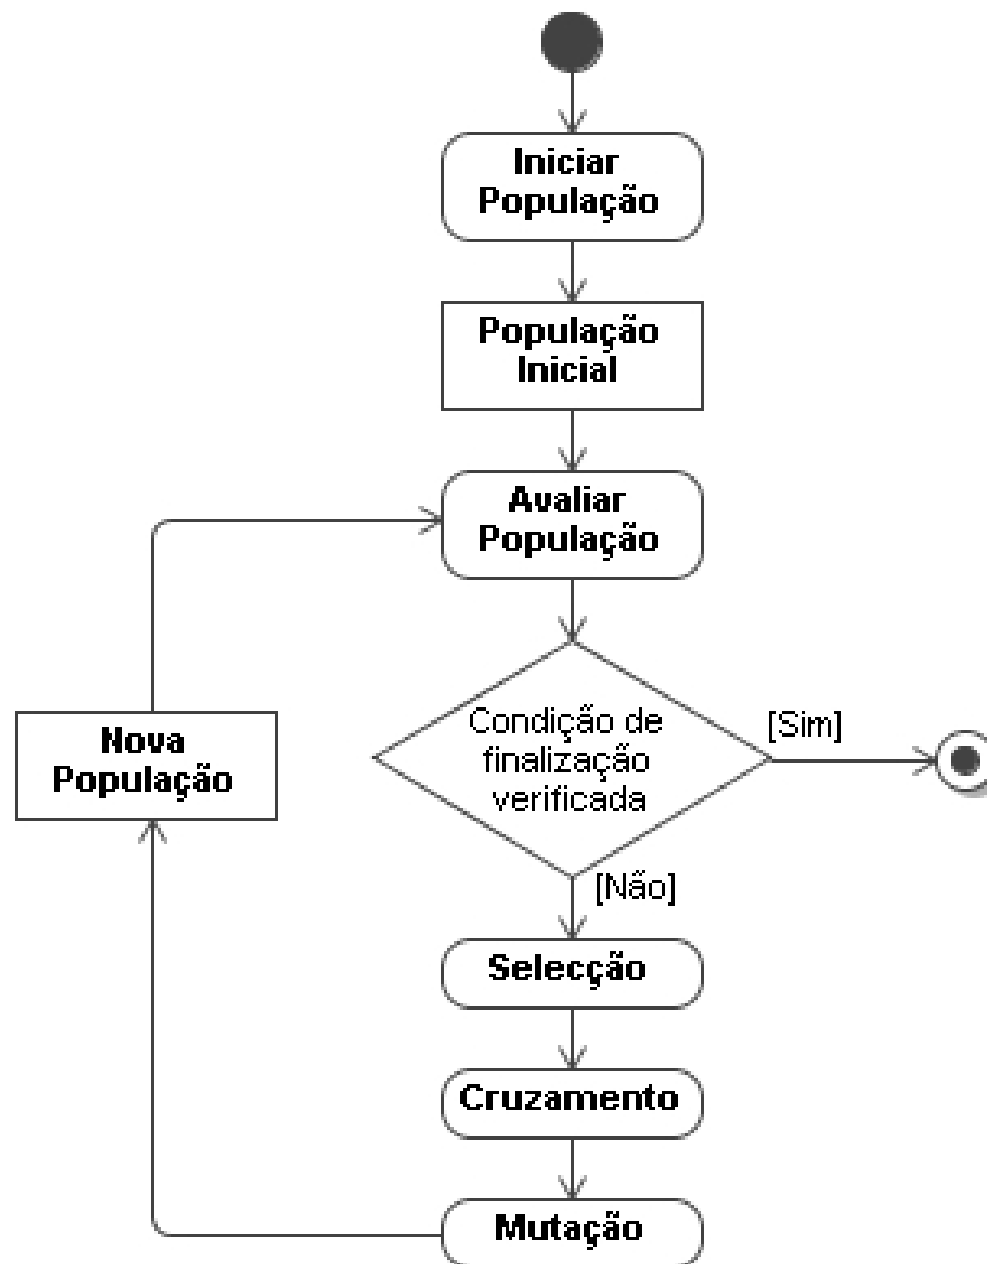 Iniciar
População
População
Inicial
Avaliar
População
Condição de
finalização
verificada
[Sim]
Nova
População
[Não]
Selecção
Cruzamento
Mutação